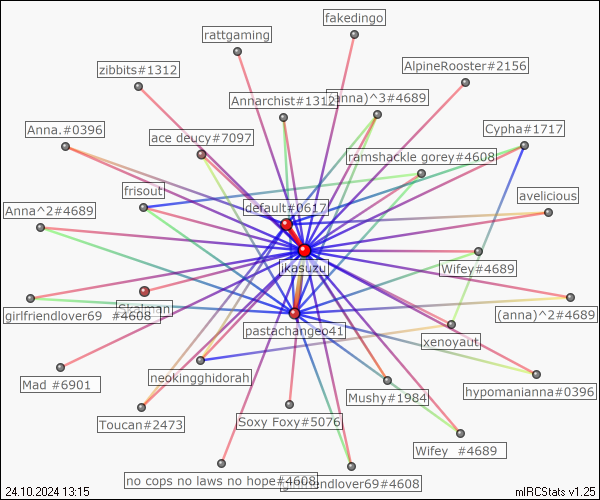 fakedingo
rattgaming
AlpineRooster#2156
zibbits#1312
Annarchist#1312
anna)^3#4689
Anna.#0396
ace deucy#7097
Cypha#1717
ramshackle gorey#4608
frisout
avelicious
default#0617
Anna^2#4689
ikasuzu
Wifey#4689
girlfriendlover69 #4608
(anna)^2#4689
pastachangeo41
xenoyaut
Mad #6901
neokingghidorah
hypomanianna#0396
Mushy#1984
Toucan#2473
Soxy Foxy#5076
Wifey #4689
no cops no laws no hope#4608
friendlover69#4608
24.10.2024 13:15
mIRCStats v1.25